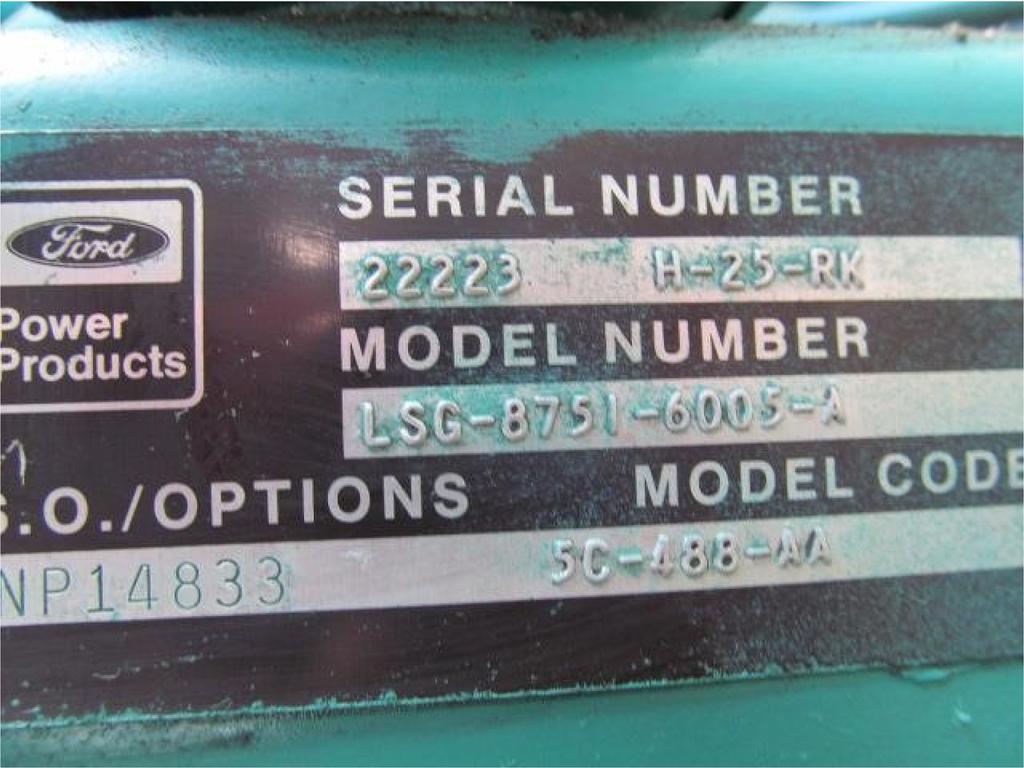 Ford
Power
Products
SERIAL NUMBER
22223 H-25-RK
MODEL NUMBER
LSG-8751-6005-A
S.O./OPTIONS MODEL CODE
NP14833 5C-488-AA